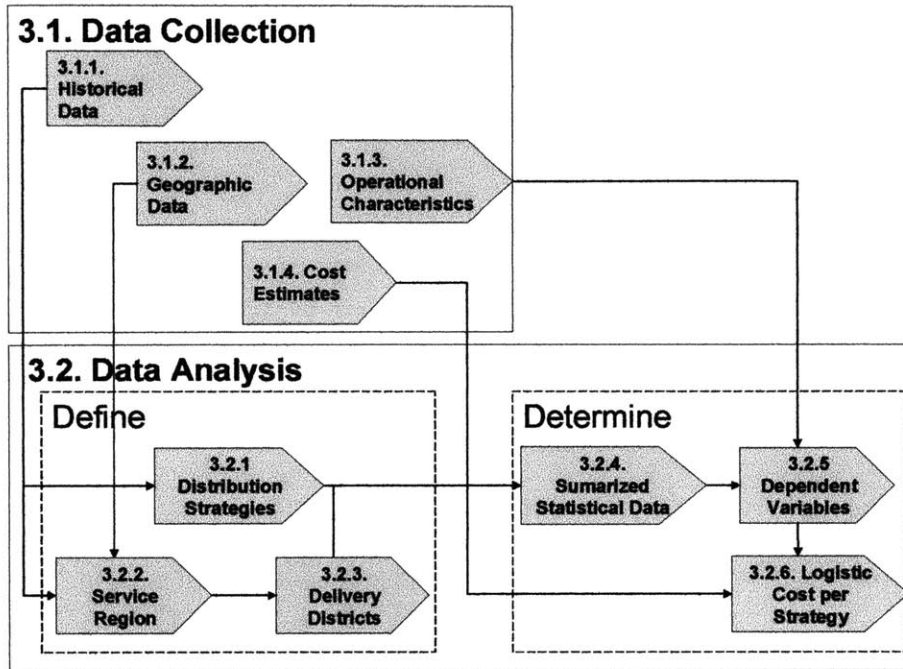 3.1. Data Collection
3.1.1.
Historical
Data
3.1.2.
Geographic
Data
3.1.3.
Operational
Characteristics
3.1.4. Cost
Estimates
3.2. Data Analysis
Define
3.2.1
Distribution
Strategies
3.2.2.
Service
Region
3.2.3.
Delivery
Districts
Determine
3.2.4.
Sumarized
Statistical Data
3.2.5
Dependent
Variables
3.2.6. Logistic
Cost per
Strategy